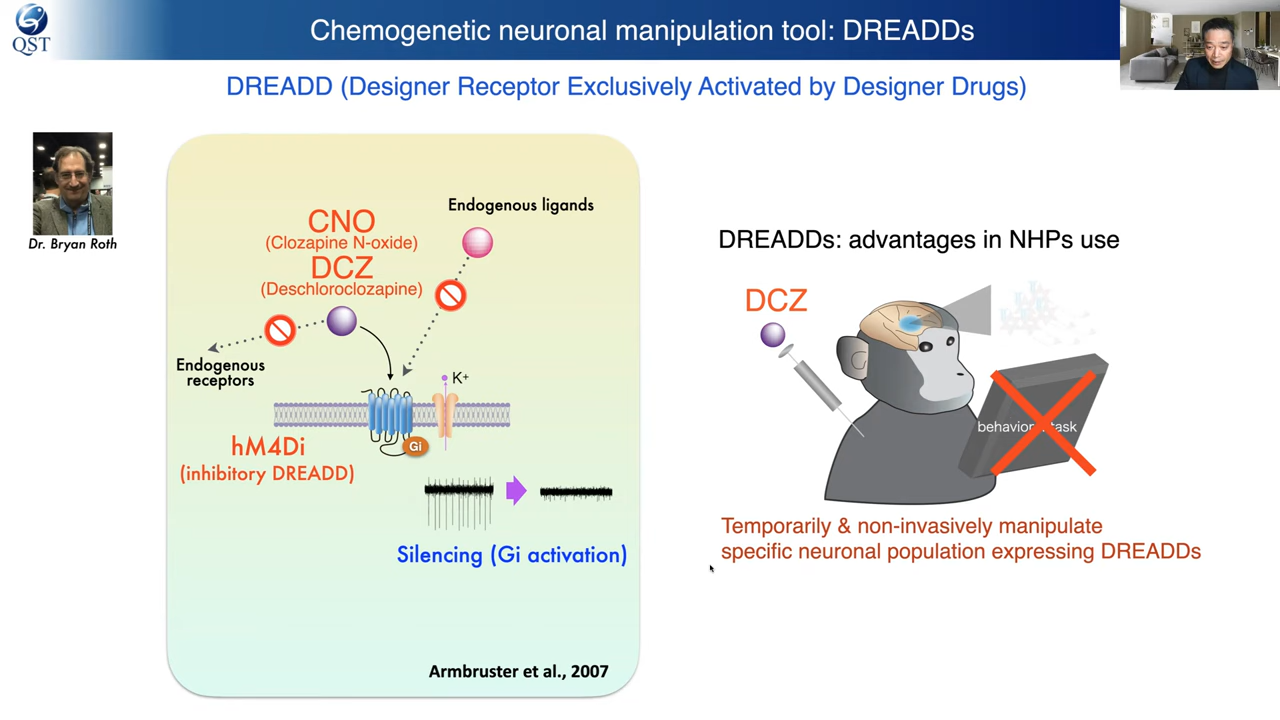 QST
Chemogenetic neuronal manipulation tool: DREADDs
DREADD (Designer Receptor Exclusively Activated by Designer Drugs)
Dr. Bryan Roth
CNO
(Clozapine N-oxide)
DCZ
(Deschloroclozapine)
Endogenous ligands
Endogenous
receptors
K+
hM4Di
(inhibitory DREADD)
Gi
Silencing (Gi activation)
Armbruster et al., 2007
DREADDs: advantages in NHPs use
DCZ
task
Temporarily & non-invasively manipulate
specific neuronal population expressing DREADDs